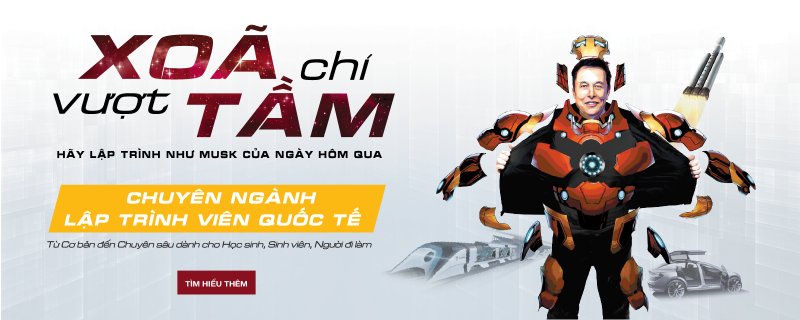 XOÃ chí
vượt TẦM
HÃY LẬP TRÌNH NHƯ MUSK CỦA NGÀY HÔM QUA
CHUYÊN NGÀNH
LẬP TRÌNH VIÊN QUỐC TẾ
Từ Cơ bản đến Chuyên sâu dành cho Học sinh, Sinh viên, Người đi làm
TÌM HIỂU THÊM